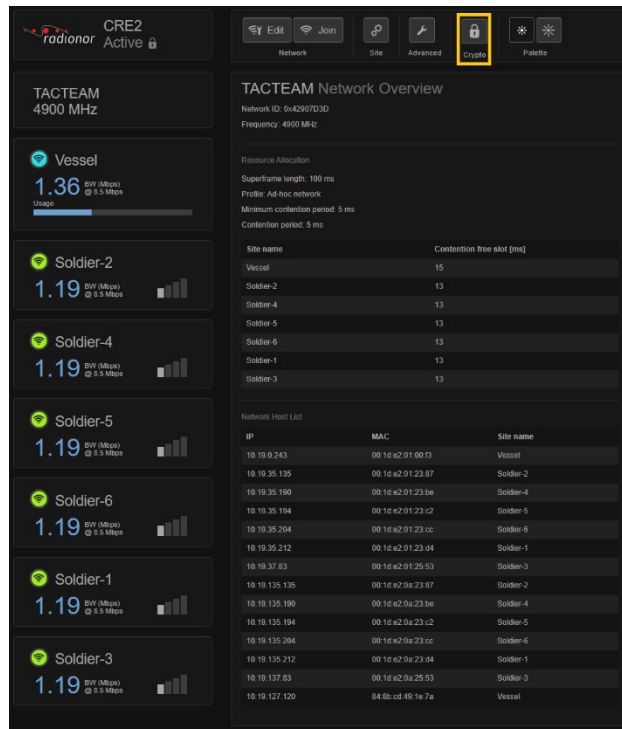 radionor
CRE2
Active
Edit
Join
Network
Site
Advanced
Crypto
Palette
TACTEAM
4900 MHz
Vessel
1.36 BW (Mbps)
@ 8.5 Mbps
Usage
Soldier-2
1.19 BW (Mbps)
@ 8.5 Mbps
Soldier-4
1.19 BW (Mbps)
@ 8.5 Mbps
Soldier-5
1.19 BW (Mbps)
@ 8.5 Mbps
Soldier-6
1.19 BW (Mbps)
@ 8.5 Mbps
Soldier-1
1.19 BW (Mbps)
@ 8.5 Mbps
Soldier-3
1.19 BW (Mbps)
@ 8.5 Mbps
TACTEAM Network Overview
Network ID: 0x42907D3D
Frequency: 4900 MHz
Resource Allocation
Superframe length: 100 ms
Profile: Ad-hoc network
Minimum contention period: 5 ms
Contention period: 5 ms
Site name Contention free slot [ms]
Vessel 15
Soldier-2 13
Soldier-4 13
Soldier-5 13
Soldier-6 13
Soldier-1 13
Soldier-3 13
Network Host List
IP MAC Site name
10.19.0.243 00:1d:e2:01:00:f3 Vessel
10.19.35.135 00:1d:e2:01:23:87 Soldier-2
10.19.35.190 00:1d:e2:01:23:be Soldier-4
10.19.35.194 00:1d:e2:01:23:c2 Soldier-5
10.19.35.204 00:1d:e2:01:23:cc Soldier-6
10.19.35.212 00:1d:e2:01:23:d4 Soldier-1
10.19.37.83 00:1d:e2:01:25:53 Soldier-3
10.19.135.135 00:1d:e2:0a:23:87 Soldier-2
10.19.135.190 00:1d:e2:0a:23:be Soldier-4
10.19.135.194 00:1d:e2:0a:23:c2 Soldier-5
10.19.135.204 00:1d:e2:0a:23:cc Soldier-6
10.19.135.212 00:1d:e2:0a:23:d4 Soldier-1
10.19.137.83 00:1d:e2:0a:25:53 Soldier-3
10.19.127.120 84:8b:cd:49:1e:7a Vessel